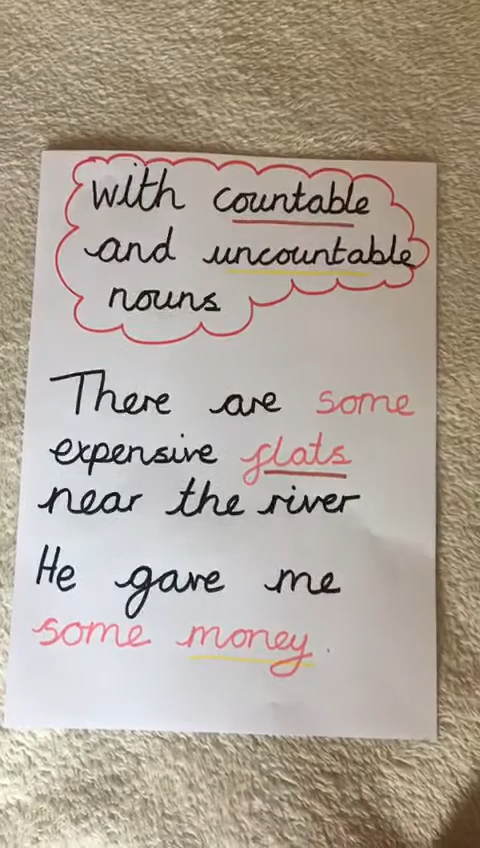 with countable
and uncountable
nouns
There are some
expensive flats
near the river
He gave me
some money.